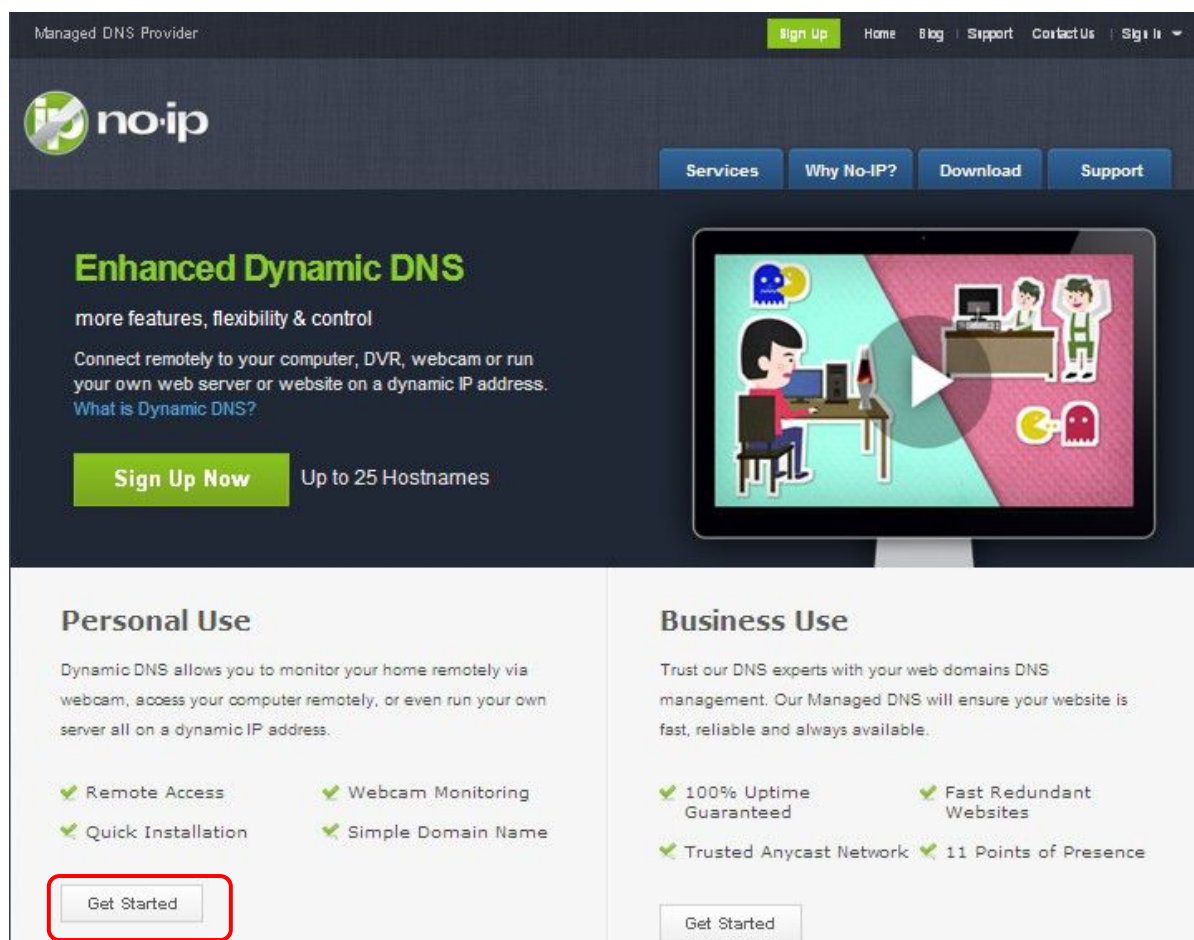 Managed DNS Provider
Sign Up Home Blog | Support Contact Us | Sign In
ip no·ip
Services Why No-IP? Download Support
Enhanced Dynamic DNS
more features, flexibility & control
Connect remotely to your computer, DVR, webcam or run
your own web server or website on a dynamic IP address.
What is Dynamic DNS?
Sign Up Now Up to 25 Hostnames
Personal Use
Dynamic DNS allows you to monitor your home remotely via
webcam, access your computer remotely, or even run your own
server all on a dynamic IP address.
Remote Access
Webcam Monitoring
Quick Installation
Simple Domain Name
Get Started
Business Use
Trust our DNS experts with your web domains DNS
management. Our Managed DNS will ensure your website is
fast, reliable and always available.
100% Uptime
Guaranteed
Fast Redundant
Websites
Trusted Anycast Network
11 Points of Presence
Get Started